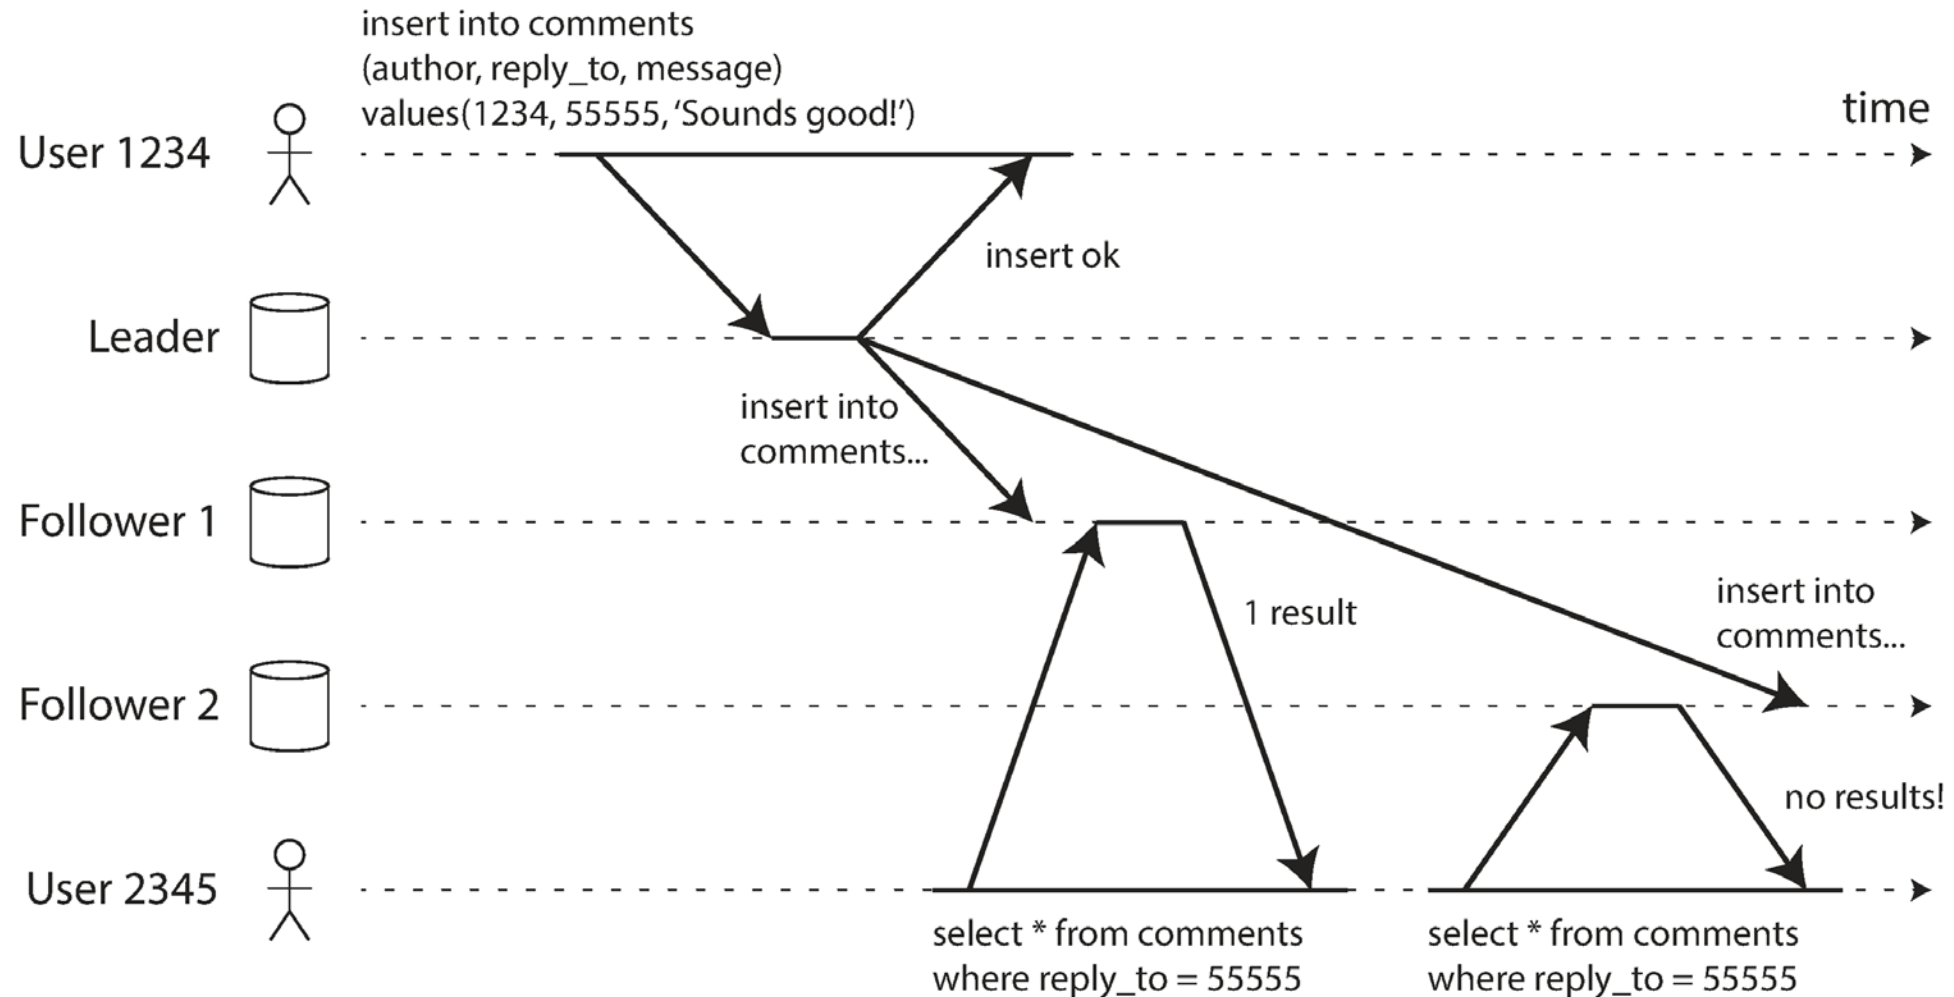 insert into comments
(author, reply_to, message)
values(1234, 55555, ‘Sounds good!’)
time
User 1234
insert ok
Leader
insert into
comments...
Follower 1
insert into
comments...
1 result
Follower 2
no results!
User 2345
select * from comments
where reply_to = 55555
select * from comments
where reply_to = 55555